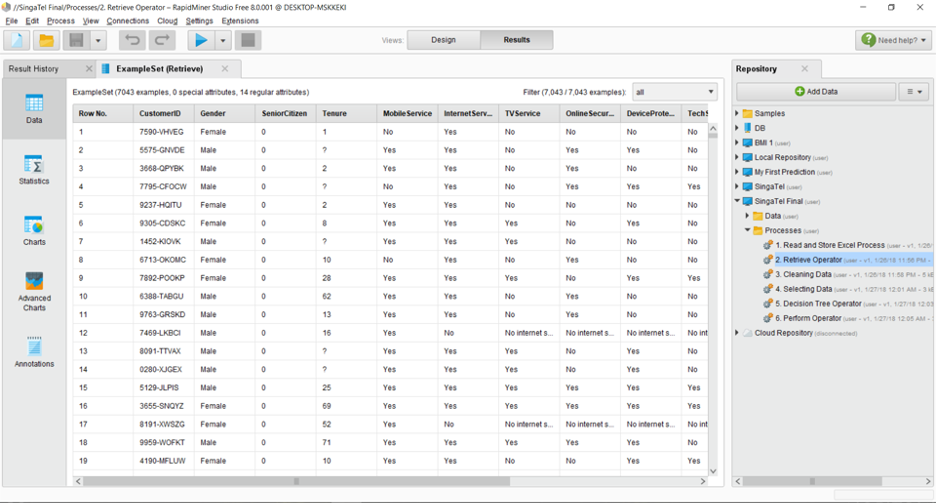 //SingaTel Final/Processes/2. Retrieve Operator – RapidMiner Studio Free 8.0.001 @ DESKTOP-MSKKEKI
File Edit Process View Connections Cloud Settings Extensions
Views: Design Results Need help?
Result History ExampleSet (Retrieve) Repository
ExampleSet (7043 examples, 0 special attributes, 14 regular attributes) Filter (7,043 / 7,043 examples): all
Data
Statistics
Charts
Advanced
Charts
Annotations
Row No. CustomerID Gender SeniorCitizen Tenure MobileService InternetServ... TVService OnlineSecur... DeviceProte... TechS
1 7590-VHVEG Female 0 1 No Yes No No No No
2 5575-GNVDE Male 0 ? Yes Yes No Yes Yes No
3 3668-QPYBK Male 0 2 Yes Yes No Yes No No
4 7795-CFOCW Male 0 ? No Yes No Yes Yes Yes
5 9237-HQITU Female 0 2 Yes Yes No No No No
6 9305-CDSKC Female 0 8 Yes Yes Yes No Yes No
7 1452-KIOVK Male 0 ? Yes Yes Yes No No No
8 6713-OKOMC Female 0 10 No Yes No Yes No No
9 7892-POOKP Female 0 28 Yes Yes Yes No Yes Yes
10 6388-TABGU Male 0 62 Yes Yes No Yes No No
11 9763-GRSKD Male 0 13 Yes Yes No Yes No No
12 7469-LKBCI Male 0 16 Yes No No internet s... No internet s... No internet s... No int
13 8091-TTVAX Male 0 ? Yes Yes Yes No Yes No
14 0280-XJGEX Male 0 ? Yes Yes Yes No Yes No
15 5129-JLPIS Male 0 25 Yes Yes Yes Yes Yes Yes
16 3655-SNQYZ Female 0 69 Yes Yes Yes Yes Yes Yes
17 8191-XWSZG Female 0 52 Yes No No internet s... No internet s... No internet s... No int
18 9959-WOFKT Male 0 71 Yes Yes Yes Yes Yes No
19 4190-MFLUW Female 0 10 Yes Yes No No Yes Yes
Add Data
Samples
DB
BMI 1 (user)
Local Repository (user)
My First Prediction (user)
SingaTel (user)
SingaTel Final (user)
Data (user)
Processes (user)
1. Read and Store Excel Process (user - v1, 1/26/1
2. Retrieve Operator (user - v1, 1/26/18 11:56 PM -
3. Cleaning Data (user - v1, 1/26/18 11:58 PM - 5 k
4. Selecting Data (user - v1, 1/27/18 12:01 AM - 3 k
5. Decision Tree Operator (user - v1, 1/27/18 12:03
6. Perform Operator (user - v1, 1/27/18 12:05 AM -
Cloud Repository (disconnected)